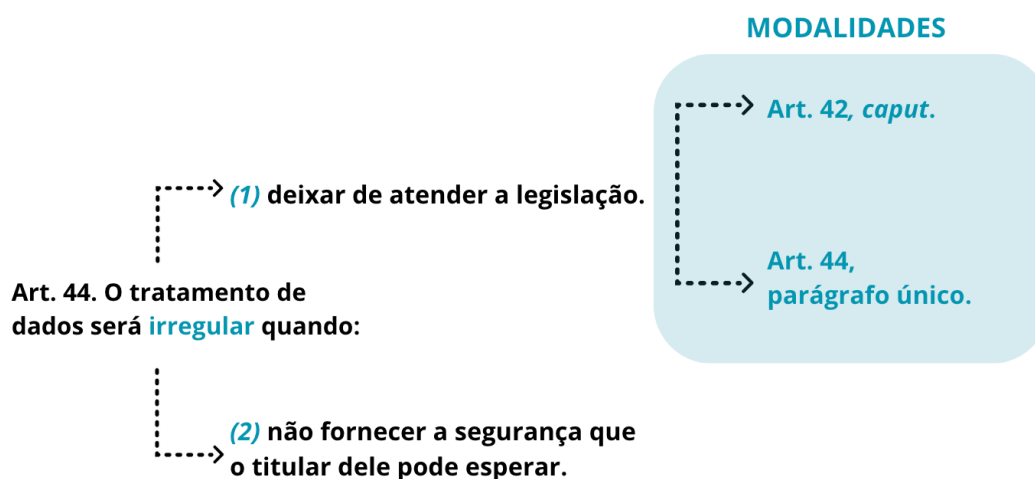 MODALIDADES
Art. 42, caput.
(1) deixar de atender a legislação.
Art. 44,
parágrafo único.
Art. 44. O tratamento de
dados será irregular quando:
(2) não fornecer a segurança que
o titular dele pode esperar.